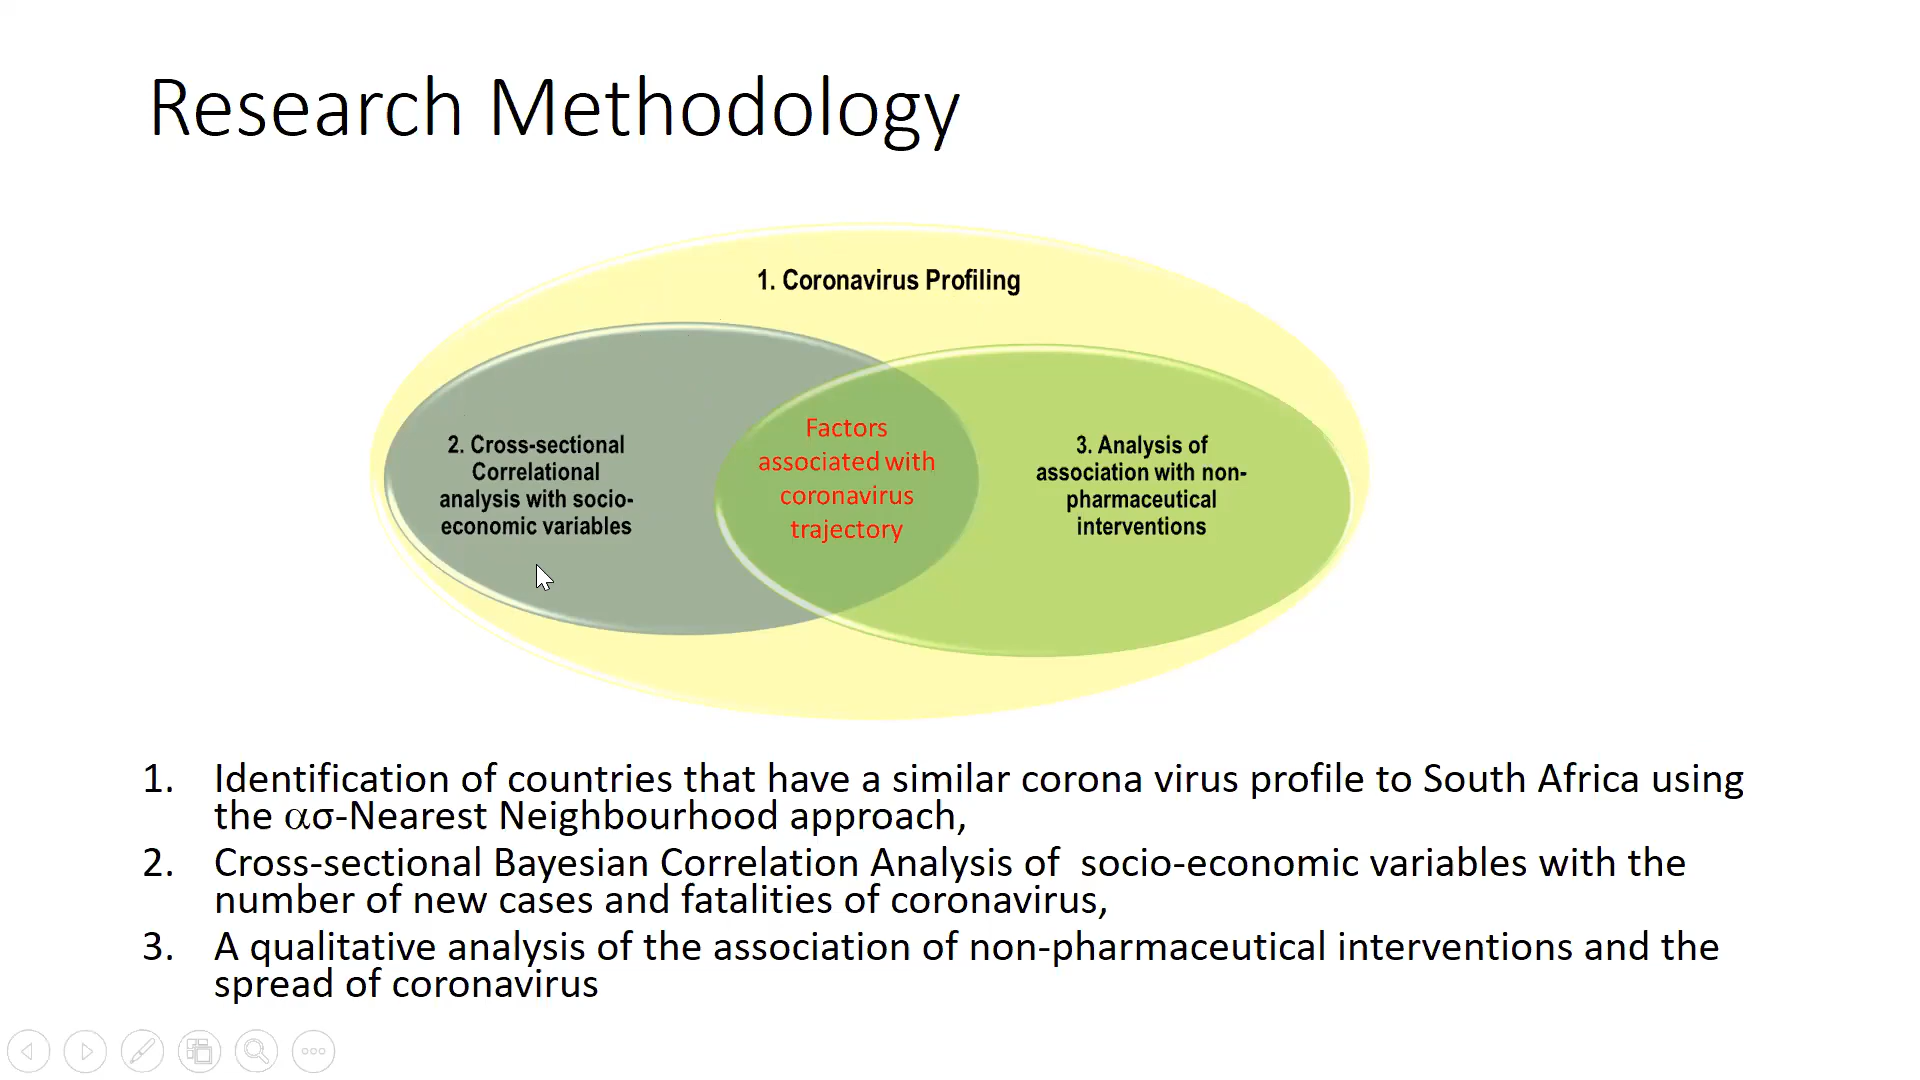 Research Methodology
1. Coronavirus Profiling
2. Cross-sectional
Correlational
analysis with socio-
economic variables
Factors
associated with
coronavirus
trajectory
3. Analysis of
association with non-
pharmaceutical
interventions
1. Identification of countries that have a similar corona virus profile to South Africa using
the ασ-Nearest Neighbourhood approach,
2. Cross-sectional Bayesian Correlation Analysis of  socio-economic variables with the
number of new cases and fatalities of coronavirus,
3. A qualitative analysis of the association of non-pharmaceutical interventions and the
spread of coronavirus